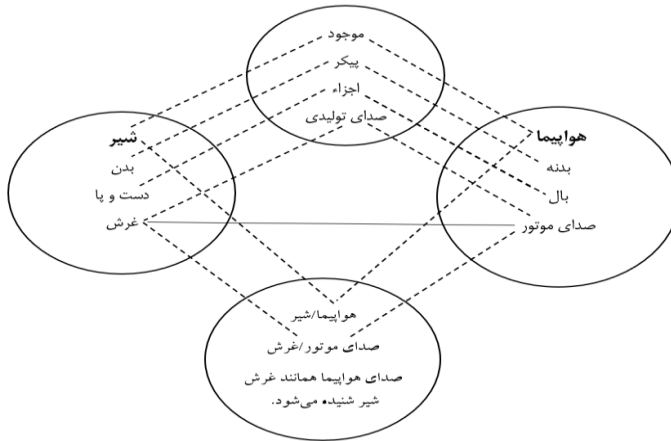 موجود
پیکر
اجزاء
صدای تولیدی
هواپیما
بدنه
بال
صدای موتور
شیر
بدن
دست و پا
غرش
هواپیما/شیر
صدای موتور/غرش
صدای هواپیما همانند غرش
شیر شنیده می‌شود.